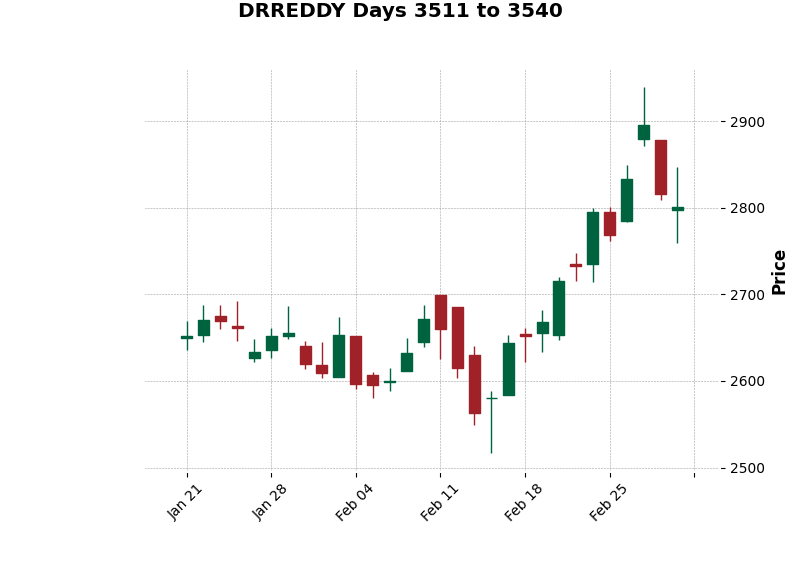 DRREDDY Days 3511 to 3540
2900
2800
2700
2600
2500
Price
Jan 21
Jan 28
Feb 04
Feb 11
Feb 18
Feb 25